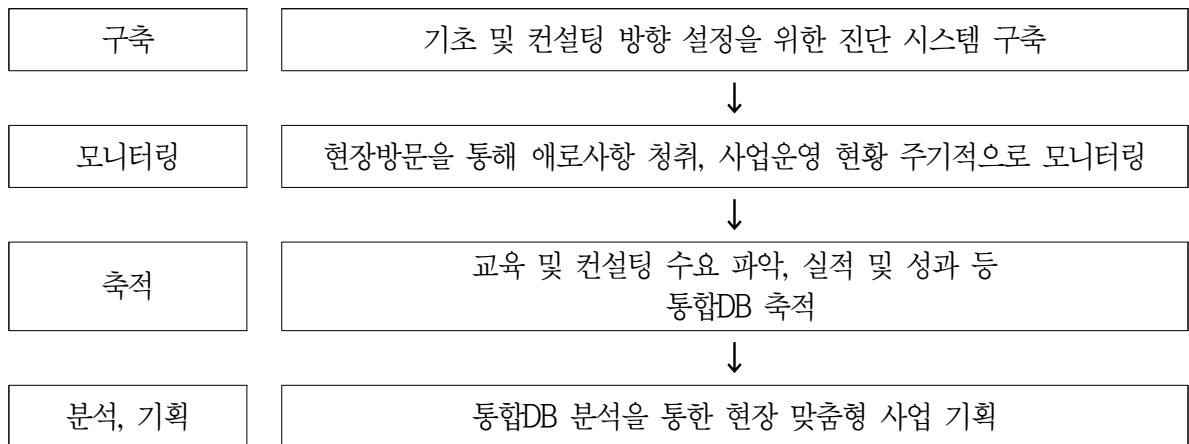 구축
기초 및 컨설팅 방향 설정을 위한 진단 시스템 구축
↓
모니터링
현장방문을 통해 애로사항 청취, 사업운영 현황 주기적으로 모니터링
↓
축적
교육 및 컨설팅 수요 파악, 실적 및 성과 등
통합DB 축적
↓
분석, 기획
통합DB 분석을 통한 현장 맞춤형 사업 기획